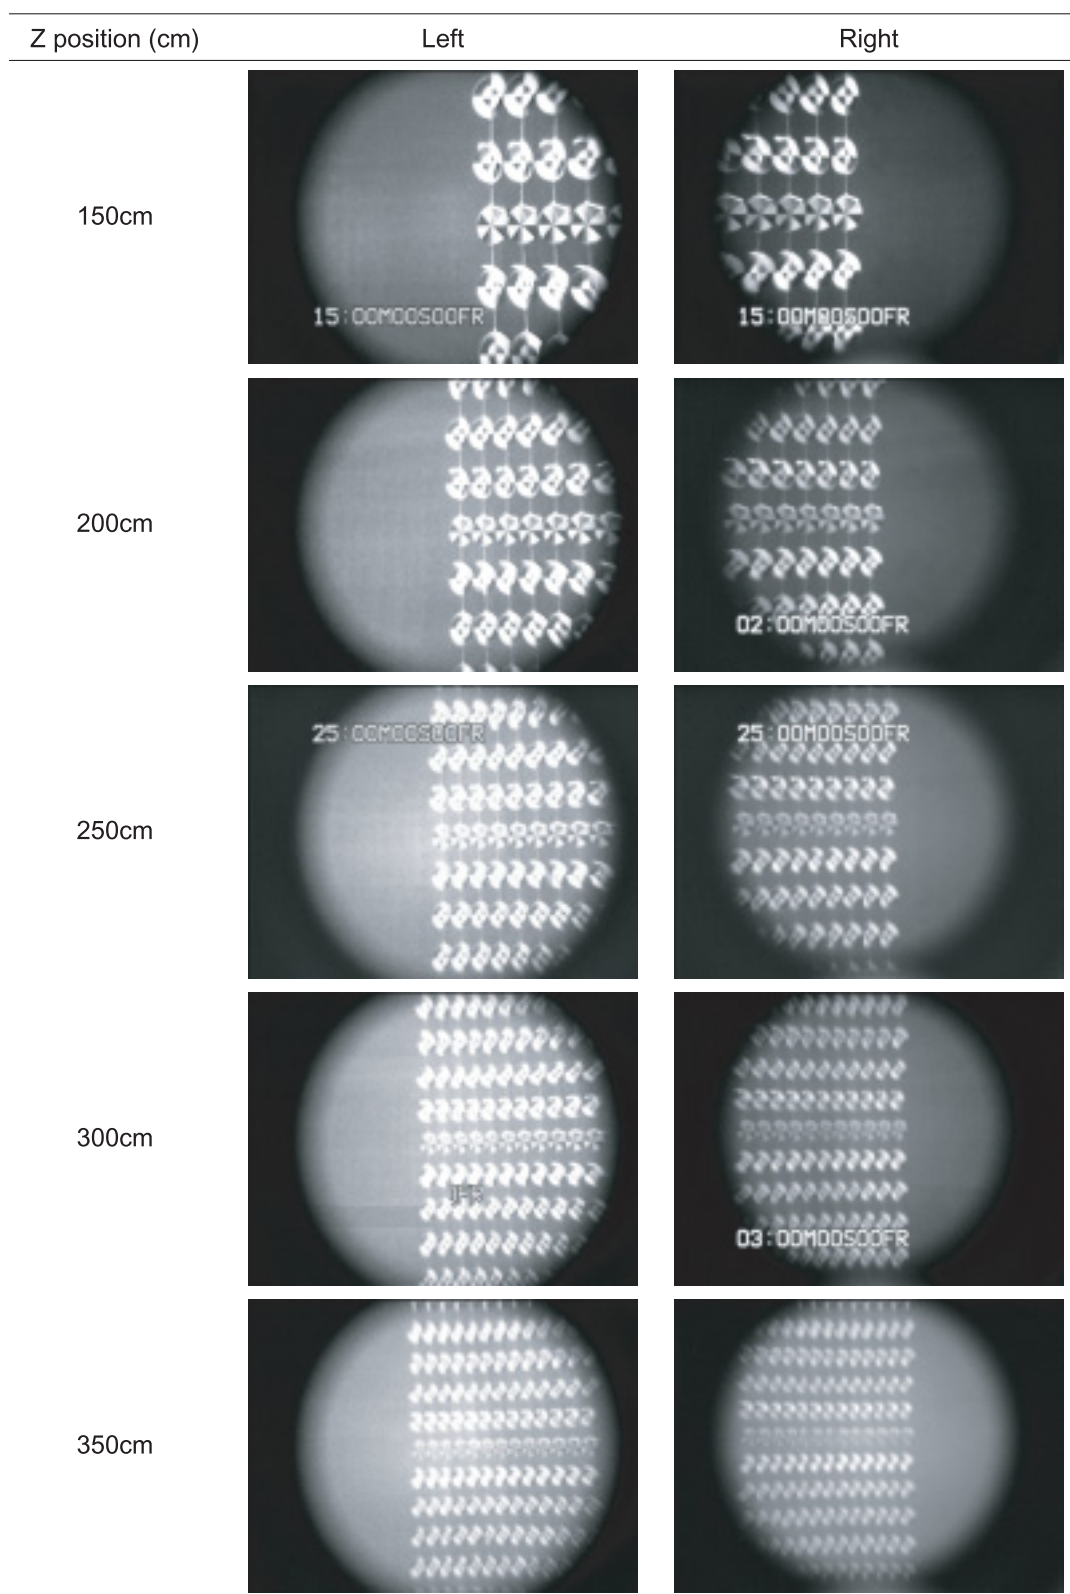 Z position (cm) Left Right
150cm
15:00M00S00FR 15:00M00S00FR
200cm
02:00M00S00FR
25:00M00S00FR 25:00M00S00FR
250cm
300cm
03:00M00S00FR
350cm